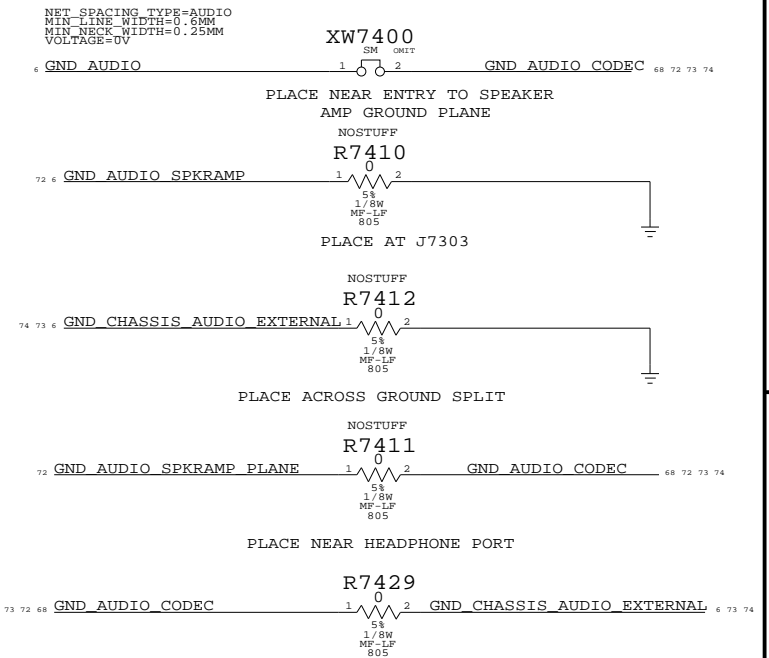 NET_SPACING_TYPE=AUDIO
MIN_LINE_WIDTH=0.6MM
MIN_NECK_WIDTH=0.25MM
VOLTAGE=0V
XW7400
SM OMIT
6 GND_AUDIO 1 2 GND_AUDIO_CODEC 68 72 73 74
PLACE NEAR ENTRY TO SPEAKER
AMP GROUND PLANE
NOSTUFF
R7410
0
72 6 GND_AUDIO_SPKRAMP 1 2
5%
1/8W
MF-LF
805
PLACE AT J7303
NOSTUFF
R7412
0
74 73 6 GND_CHASSIS_AUDIO_EXTERNAL 1 2
5%
1/8W
MF-LF
805
PLACE ACROSS GROUND SPLIT
NOSTUFF
R7411
0
72 GND_AUDIO_SPKRAMP_PLANE 1 2 GND_AUDIO_CODEC 68 72 73 74
5%
1/8W
MF-LF
805
PLACE NEAR HEADPHONE PORT
R7429
0
73 72 68 GND_AUDIO_CODEC 1 2 GND_CHASSIS_AUDIO_EXTERNAL 6 73 74
5%
1/8W
MF-LF
805